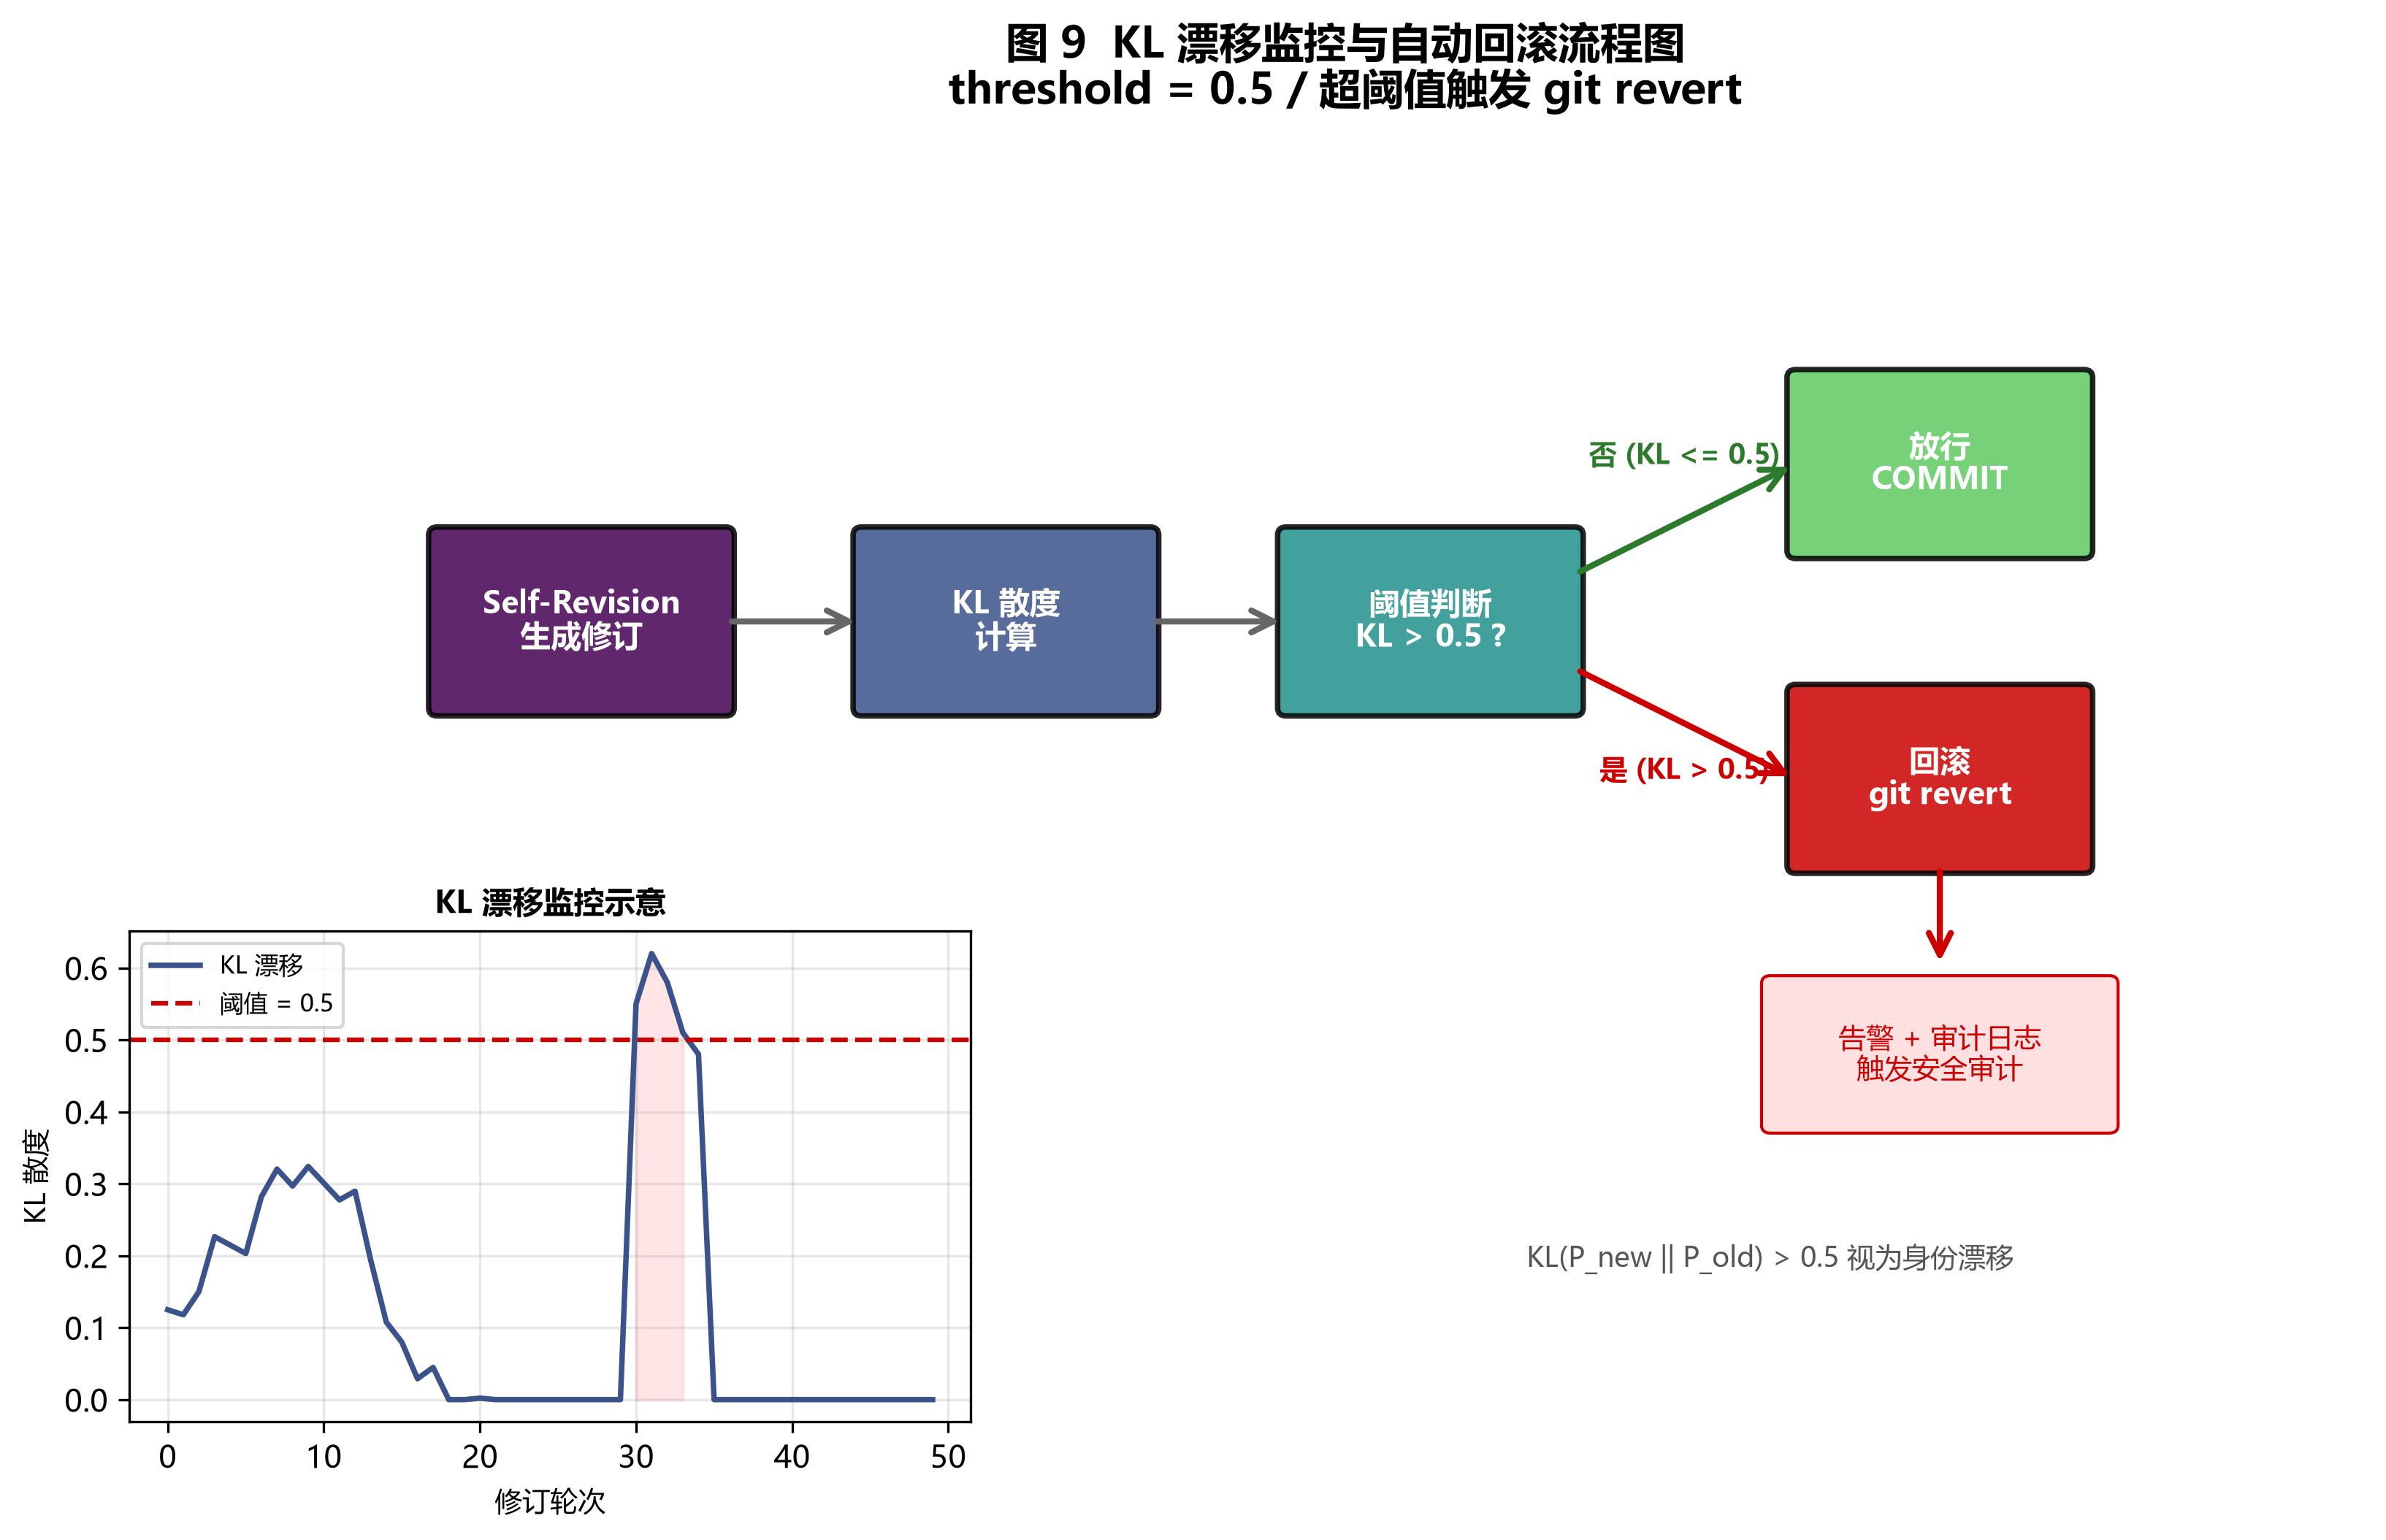 图 9  KL 漂移监控与自动回滚流程图
threshold = 0.5 / 超阈值触发 git revert
放行
COMMIT
否 (KL <= 0.5)
Self-Revision
生成修订
KL 散度
计算
阈值判断
KL > 0.5 ?
是 (KL > 0.5)
回滚
git revert
告警 + 审计日志
触发安全审计
KL(P_new || P_old) > 0.5 视为身份漂移
KL 漂移监控示意
KL 漂移
阈值 = 0.5
KL 散度
0.6
0.5
0.4
0.3
0.2
0.1
0.0
0 10 20 30 40 50
修订轮次